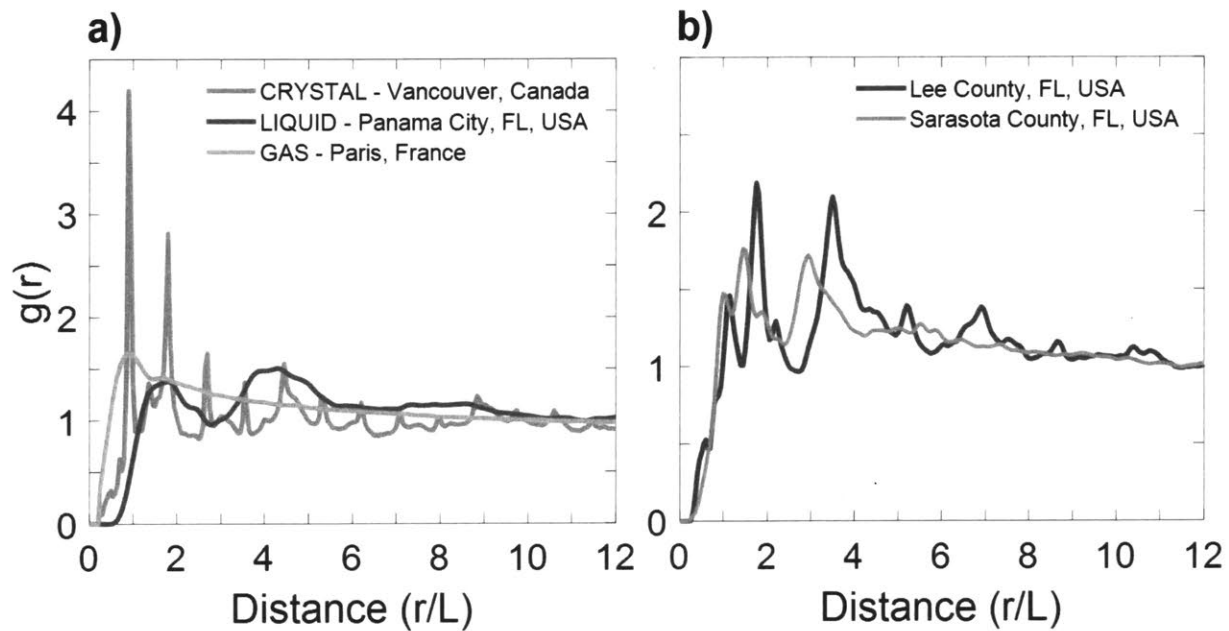 a)
CRYSTAL - Vancouver, Canada
LIQUID - Panama City, FL, USA
GAS - Paris, France
g(r)
4
3
2
1
0
0 2 4 6 8 10 12
Distance (r/L)
b)
Lee County, FL, USA
Sarasota County, FL, USA
2
1
0
0 2 4 6 8 10 12
Distance (r/L)